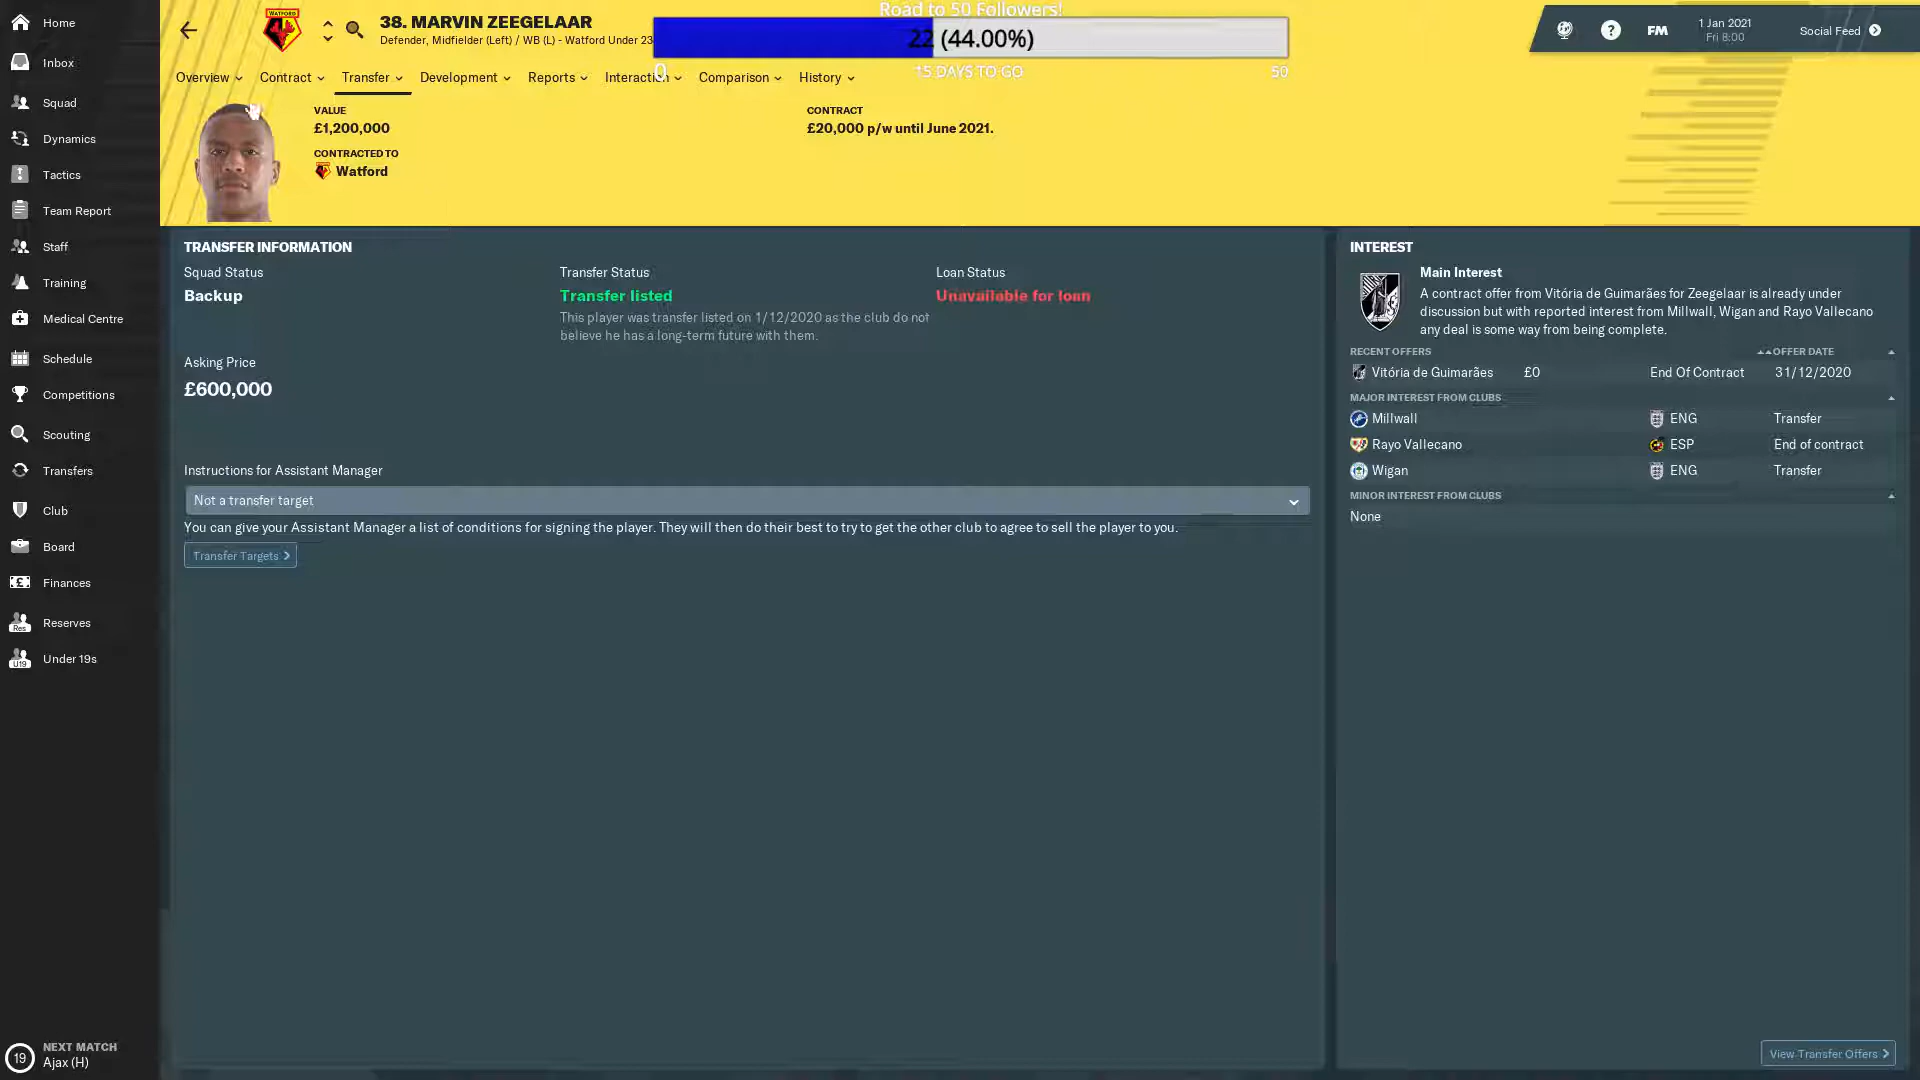 Home
Inbox
Squad
Dynamics
Tactics
Team Report
Staff
Training
Medical Centre
Schedule
Competitions
Scouting
Transfers
Club
Board
Finances
Res
Reserves
U19
Under 19s
19
NEXT MATCH
Ajax (H)
WATFORD
38. MARVIN ZEEGELAAR
Defender, Midfielder (Left) / WB (L) - Watford Under 23
Road to 50 Followers!
22 (44.00%)
0
15 DAYS TO GO
50
FM
1 Jan 2021
Fri 8:00
Social Feed
Overview
Contract
Transfer
Development
Reports
Interaction
Comparison
History
VALUE
£1,200,000
CONTRACTED TO
Watford
CONTRACT
£20,000 p/w until June 2021.
TRANSFER INFORMATION
Squad Status
Backup
Transfer Status
Transfer listed
This player was transfer listed on 1/12/2020 as the club do not
believe he has a long-term future with them.
Loan Status
Unavailable for loan
Asking Price
£600,000
Instructions for Assistant Manager
Not a transfer target
You can give your Assistant Manager a list of conditions for signing the player. They will then do their best to try to get the other club to agree to sell the player to you.
Transfer Targets
INTEREST
Main Interest
A contract offer from Vitória de Guimarães for Zeegelaar is already under
discussion but with reported interest from Millwall, Wigan and Rayo Vallecano
any deal is some way from being complete.
RECENT OFFERS OFFER DATE
Vitória de Guimarães £0 End Of Contract 31/12/2020
MAJOR INTEREST FROM CLUBS
Millwall ENG Transfer
Rayo Vallecano ESP End of contract
Wigan ENG Transfer
MINOR INTEREST FROM CLUBS
None
View Transfer Offers